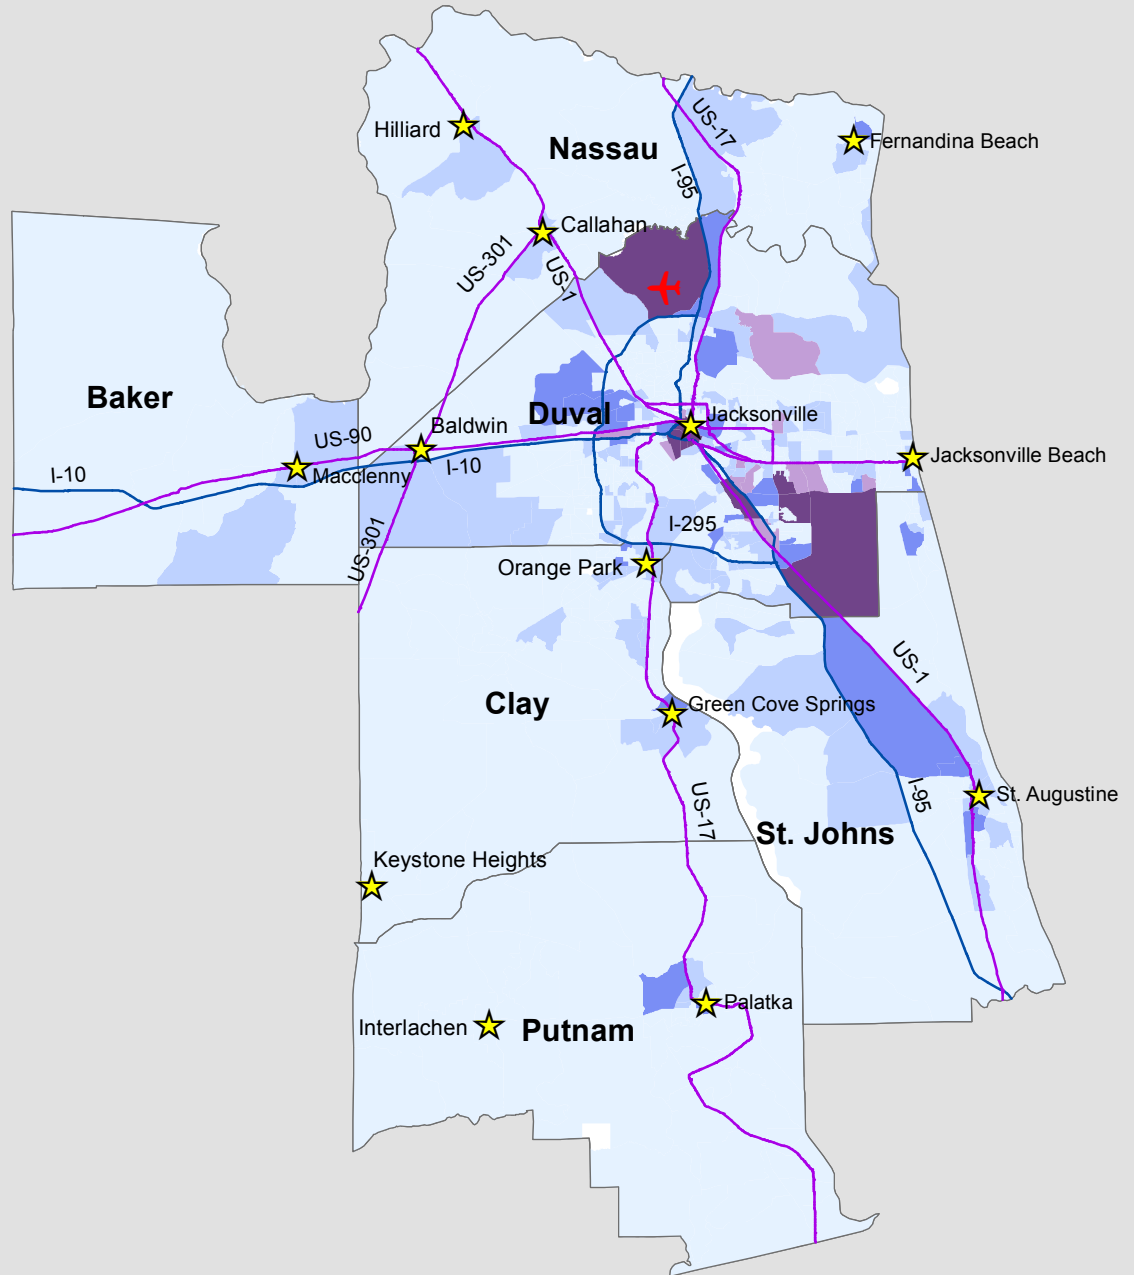 US-17
Hilliard
Nassau
Fernandina Beach
I-95
Callahan
US-301
US-1
Baker
Duval
Jacksonville
Baldwin
US-90
Jacksonville Beach
I-10
I-10
Macclenny
I-295
US-301
Orange Park
US-1
Clay
Green Cove Springs
I-95
St. Augustine
US-17
St. Johns
Keystone Heights
Palatka
Interlachen
Putnam